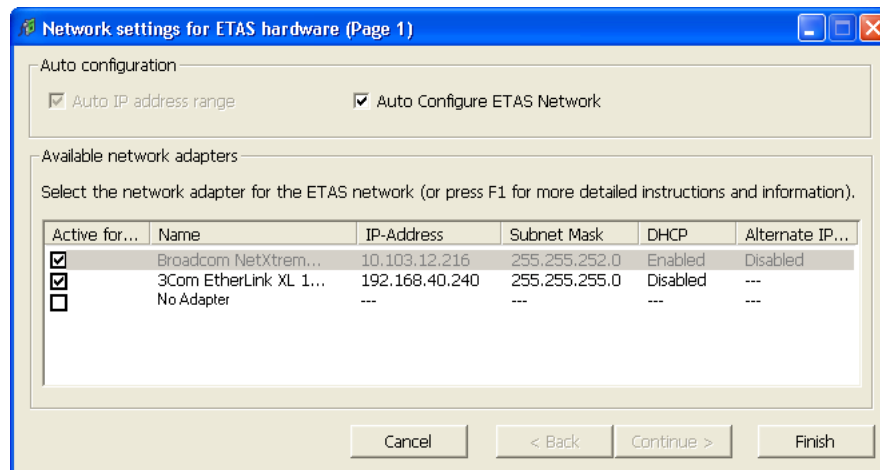 Network settings for ETAS hardware (Page 1)
Auto configuration
Auto IP address range Auto Configure ETAS Network
Available network adapters
Select the network adapter for the ETAS network (or press F1 for more detailed instructions and information).
Active for... Name IP-Address Subnet Mask DHCP Alternate IP...
Broadcom NetXtrem... 10.103.12.216 255.255.252.0 Enabled Disabled
3Com EtherLink XL 1... 192.168.40.240 255.255.255.0 Disabled ---
No Adapter --- --- --- ---
Cancel < Back Continue > Finish